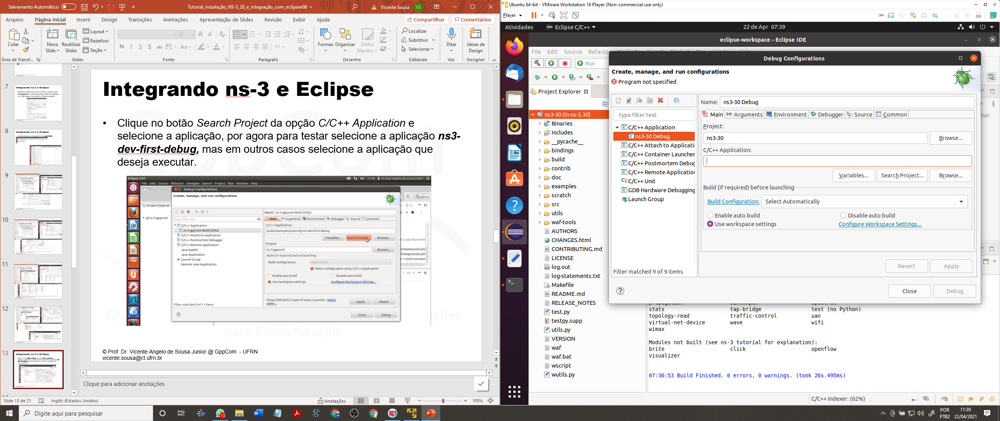 Salvamento Automático
Tutorial_instalação_NS-3_28_e_integração_com_eclipsev08
Vicente Sousa
VS
Arquivo
Página Inicial
Inserir
Design
Transições
Animações
Apresentação de Slides
Revisão
Exibir
Ajuda
Compartilhar
Comentários
Colar
Novo Slide
Reutilizar Slides
Layout
Redefinir
Seção
32
Formas
Organizar
Estilos Rápidos
Localizar
Substituir
Selecionar
Ditar
Ideias de Design
Área de Transf...
Slides
Fonte
Parágrafo
Desenho
Editando
Voz
Designer
7
8
9
10
11
12
13
Integrando ns-3 e Eclipse
• Clique no botão Search Project da opção C/C++ Application e
selecione a aplicação, por agora para testar selecione a aplicação ns3-
dev-first-debug, mas em outros casos selecione a aplicação que
deseja executar.
Eclipse CDT
11:46
vicente angelo de sousa junior
File Edit Source Refactor Navigate Search Project Run Window Help
Debug Configurations
Create, manage, and run configurations
Project Explorer
ns-3-gppcom
type filter text
C/C++ Application
ns-3-gppcom Build (GNU)
C/C++ Attach to Application
C/C++ Postmortem Debugger
C/C++ Remote Application
Java Applet
Java Application
Launch Group
Remote Java Application
Filter matched 9 of 11 items
Name: ns-3-gppcom Build (GNU)
Main Arguments Environment Debugger Source Common
C/C++ Application:
build/examples/tutorial/ns3-dev-first-debug
Variables... Search Project... Browse...
Project:
ns-3-gppcom
Browse...
Build (if required) before launching
Build configuration: Build (GNU)
Select configuration using 'C/C++ Application'
Enable auto build
Disable auto build
Use workspace settings
Configure Workspace Settings...
Using GDB (DSF) Create Process Launcher - Select other...
Apply Revert
Close Debug
para Comunicação.
© Prof. Dr. Vicente Angelo de Sousa Junior @ GppCom - UFRN
vicente.sousa@ct.ufrn.br
Clique para adicionar anotações
Slide 13 de 21
Inglês (Estados Unidos)
Anotações
105%
Digite aqui para pesquisar
13
Ubuntu 64-bit - VMware Workstation 16 Player (Non-commercial use only)
Player
Atividades
Eclipse C/C++
22 de Apr 07:39
eclipse-workspace - Eclipse IDE
File Edit Source Refactor Navigate Search Project Run Window Help
Run
Project Explorer
ns3-30 (in ns-3.30)
Binaries
Includes
__pycache__
bindings
build
contrib
doc
examples
scratch
src
utils
waf-tools
AUTHORS
CHANGES.html
CONTRIBUTING.md
LICENSE
log.out
log-statements.txt
Makefile
README.md
RELEASE_NOTES
test.py
testpy.supp
utils.py
VERSION
waf
waf.bat
wscript
wutils.py
Debug Configurations
Create, manage, and run configurations
Program not specified
type filter text
C/C++ Application
ns3-30 Debug
C/C++ Attach to Applicati
C/C++ Container Launcher
C/C++ Postmortem Debug
C/C++ Remote Application
C/C++ Unit
GDB Hardware Debugging
Launch Group
Filter matched 9 of 9 items
Name: ns3-30 Debug
Main Arguments Environment Debugger Source Common
Project:
ns3-30
Browse...
C/C++ Application:
Variables... Search Project... Browse...
Build (if required) before launching
Build Configuration: Select Automatically
Enable auto build
Disable auto build
Use workspace settings
Configure Workspace Settings...
Revert
Apply
Close
Debug
propagation sixlowpan spectrum
stats tap-bridge test (no Python)
topology-read traffic-control uan
virtual-net-device wave wifi
wimax
Modules not built (see ns-3 tutorial for explanation):
brite click openflow
visualizer
07:36:53 Build Finished. 0 errors, 0 warnings. (took 26s.495ms)
C/C++ Indexer: (62%)
POR
PTB2
11:39
22/04/2021